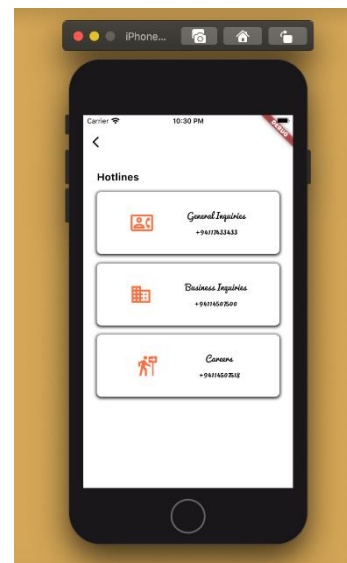 iPhone...
Carrier
10:30 PM
DEBUG
Hotlines
General Inquiries
+94117433433
Business Inquiries
+94114507500
Careers
+94114507518